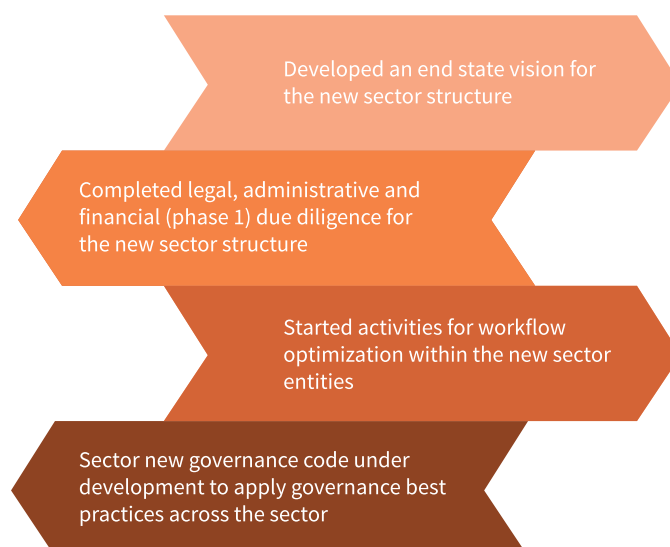 Developed an end state vision for
the new sector structure
Completed legal, administrative and
financial (phase 1) due diligence for
the new sector structure
Started activities for workflow
optimization within the new sector
entities
Sector new governance code under
development to apply governance best
practices across the sector